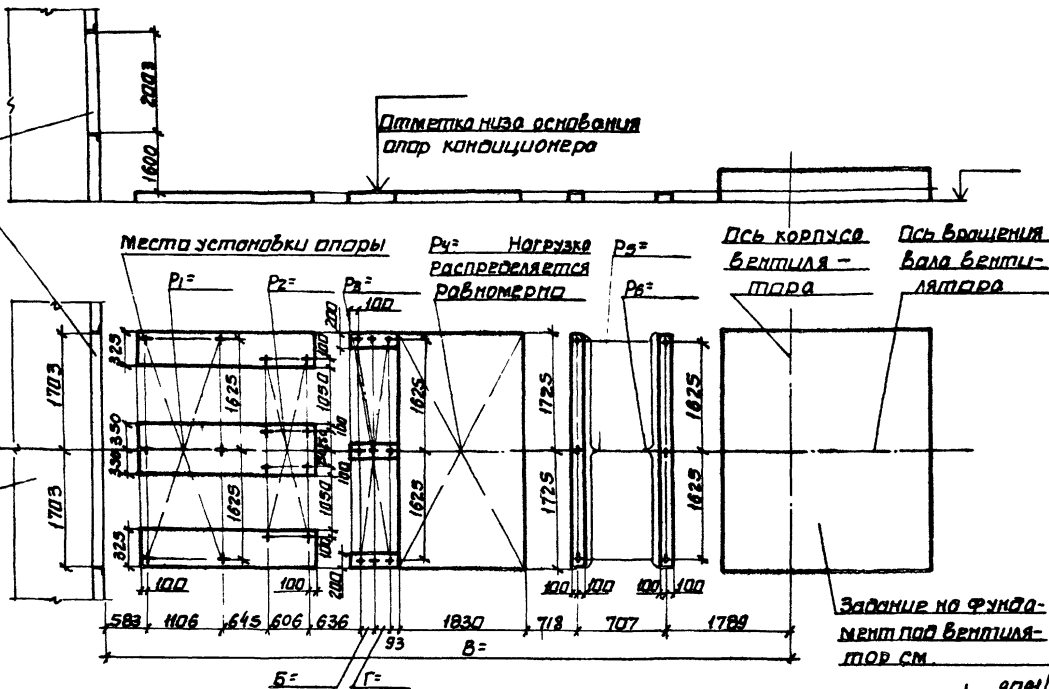 2003
1600
Отметка низа основания
опор кондиционера
Места установки опоры
P1=
P2=
P3=
100
200
P4= Нагрузка
распределяется
равномерно
P5=
P6=
Ось корпуса
вентиля-
тора
Ось вращения
вала венти-
лятора
1703
1703
325
350
350
325
1625
1625
100
1050
1050
100
100
100
200
1625
1625
1725
1725
1625
1625
100
100
100
100
100
100
583
1106
645
606
636
93
1830
718
707
1789
Б=
Г=
В=
Задание на фунда-
мент под вентиля-
тор см.